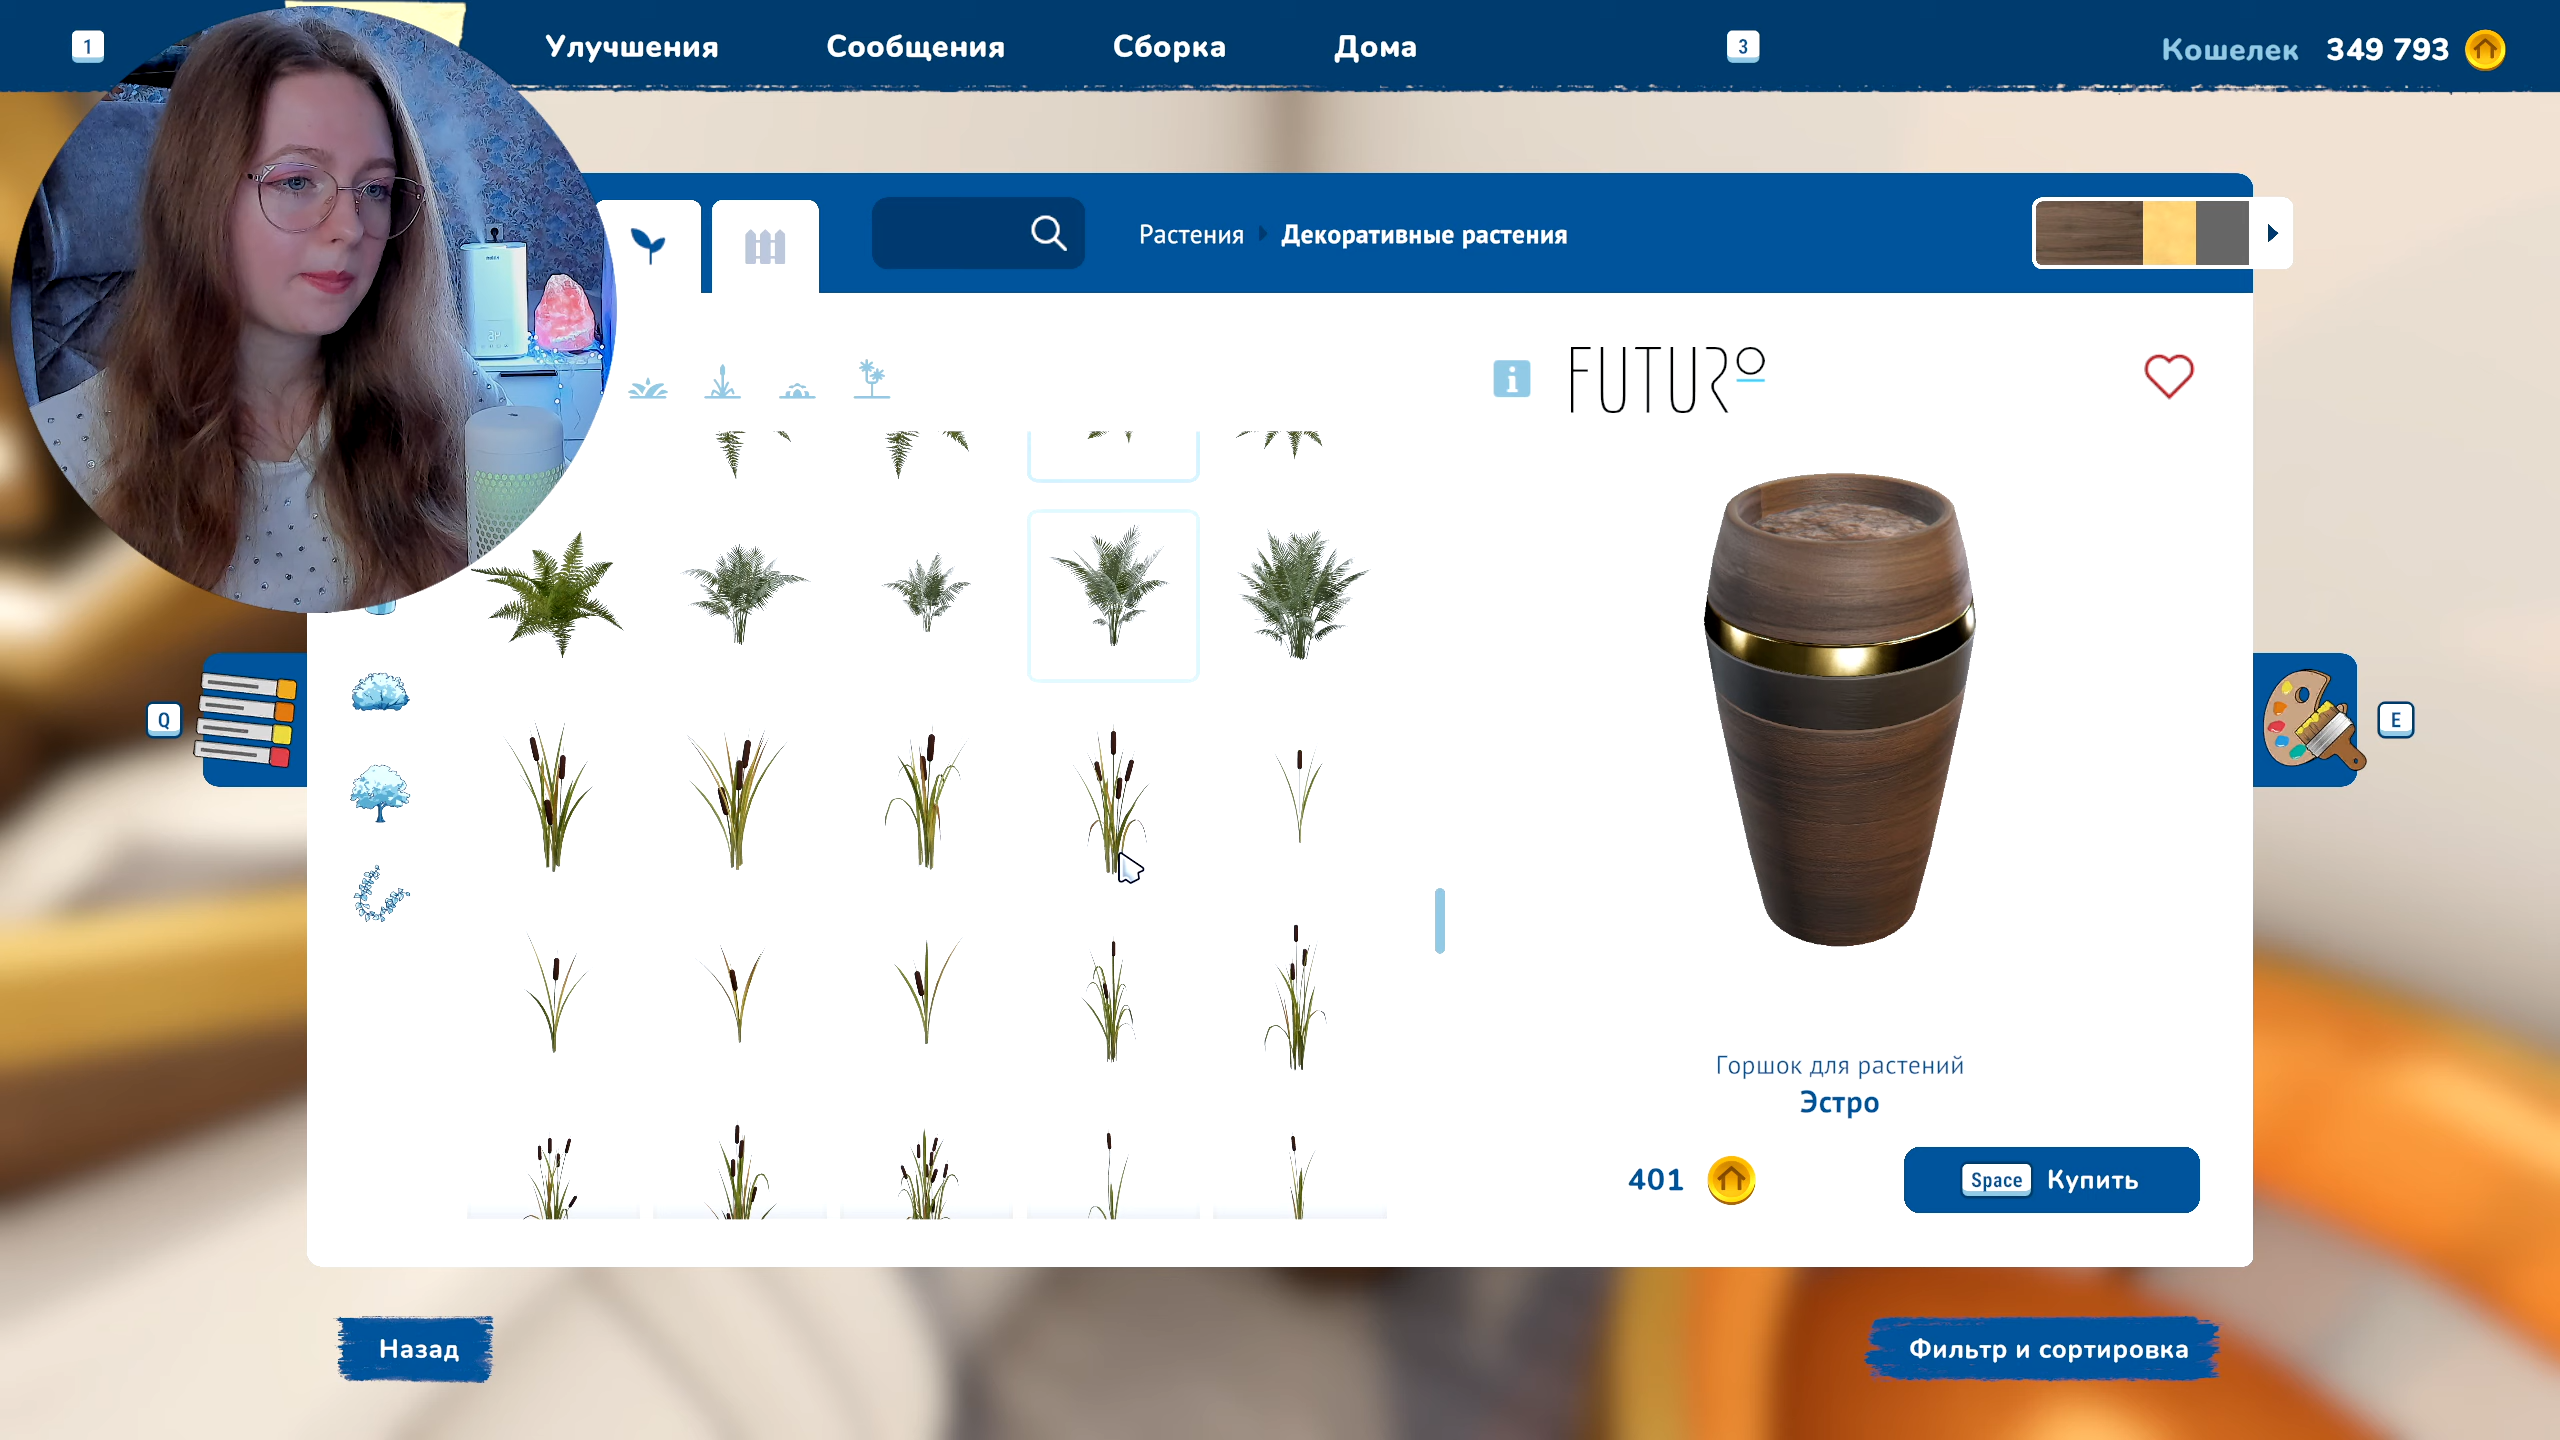 1
Улучшения
Сообщения
Сборка
Дома
3
Кошелек 349 793
Растения Декоративные растения
i FUTURO
Q
E
Горшок для растений
Эстро
401
Space Купить
Назад
Фильтр и сортировка